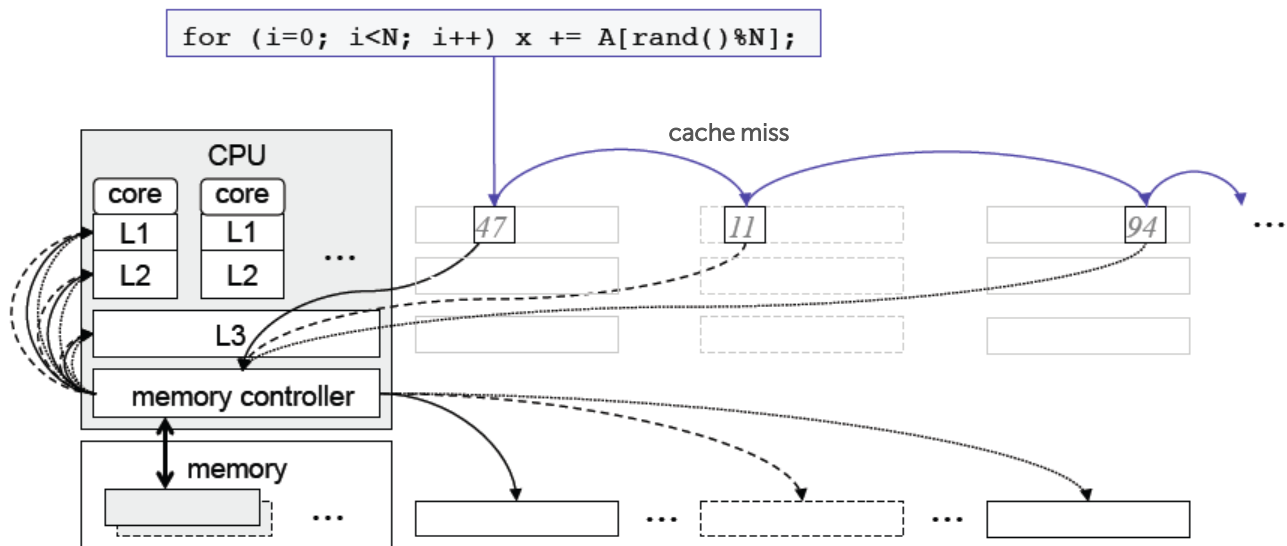 for (i=0; i<N; i++) x += A[rand()%N];
cache miss
CPU
core core
L1 L1
L2 L2 ...
47 11 94 ...
L3
memory controller
memory
... ... ...